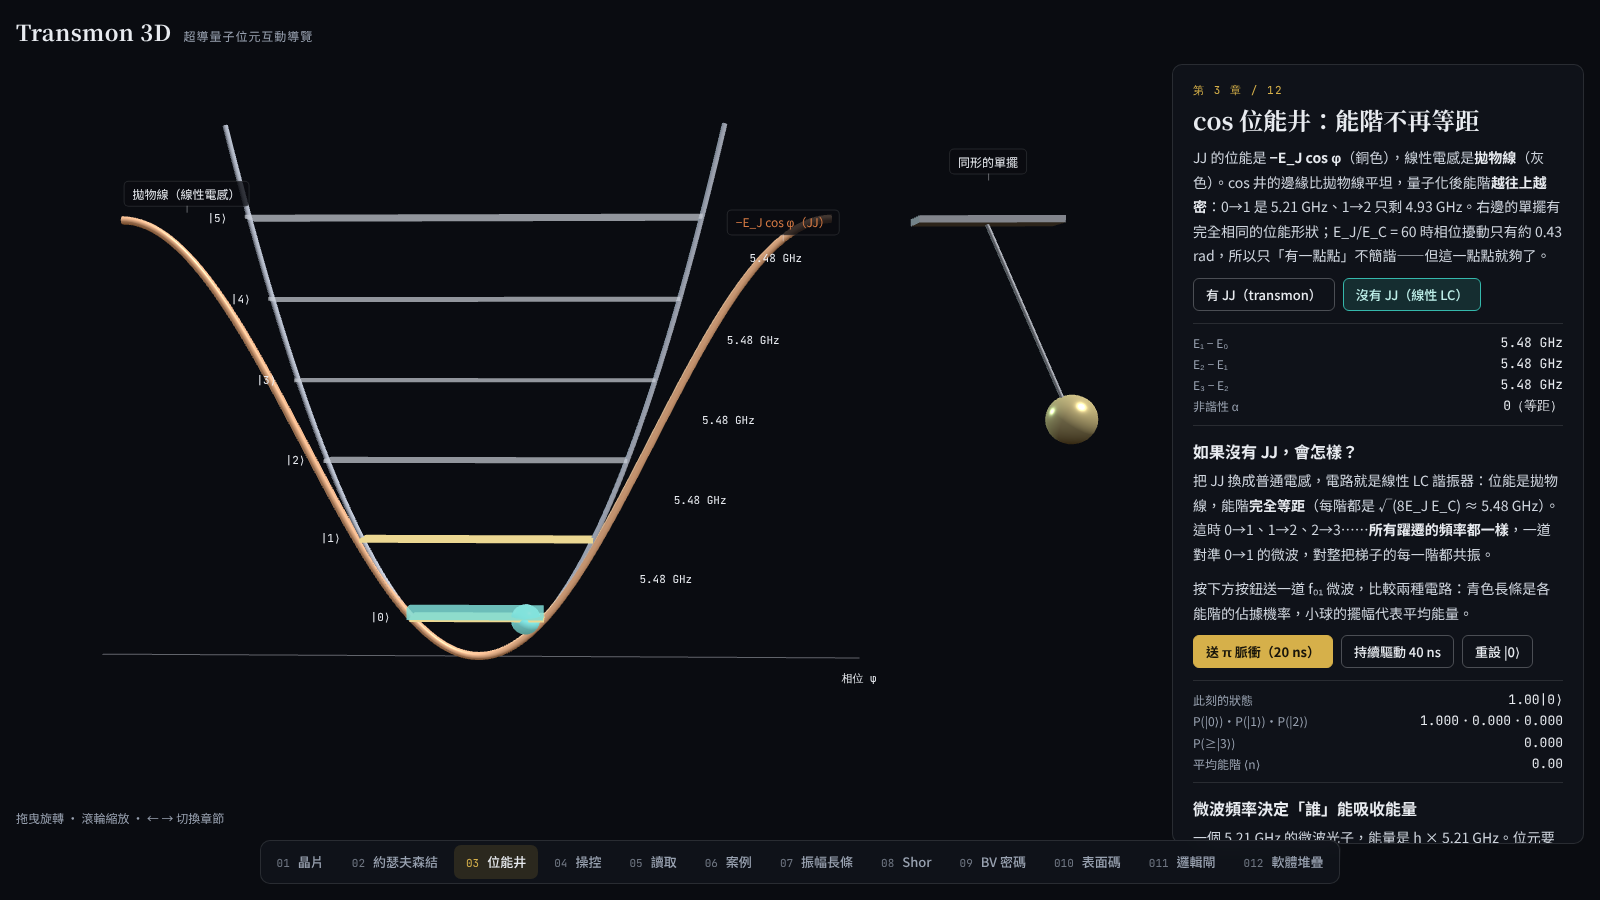 Transmon 3D 超導量子位元互動導覽
拋物線（線性電感）
−E_J cos φ（JJ）
同形的單擺
|5⟩
5.48 GHz
|4⟩
5.48 GHz
|3⟩
5.48 GHz
|2⟩
5.48 GHz
|1⟩
5.48 GHz
|0⟩
相位 φ
第 3 章 / 12
cos 位能井：能階不再等距
JJ 的位能是 −E_J cos φ（銅色），線性電感是拋物線（灰
色）。cos 井的邊緣比拋物線平坦，量子化後能階越往上越
密：0→1 是 5.21 GHz、1→2 只剩 4.93 GHz。右邊的單擺有
完全相同的位能形狀；E_J/E_C = 60 時相位擾動只有約 0.43
rad，所以只「有一點點」不簡諧——但這一點點就夠了。
有 JJ（transmon） 沒有 JJ（線性 LC）
E₁ − E₀ 5.48 GHz
E₂ − E₁ 5.48 GHz
E₃ − E₂ 5.48 GHz
非諧性 α 0（等距）
如果沒有 JJ，會怎樣？
把 JJ 換成普通電感，電路就是線性 LC 諧振器：位能是拋物
線，能階完全等距（每階都是 √(8E_J E_C) ≈ 5.48 GHz）。
這時 0→1、1→2、2→3⋯⋯所有躍遷的頻率都一樣，一道
對準 0→1 的微波，對整把梯子的每一階都共振。
按下方按鈕送一道 f₀₁ 微波，比較兩種電路：青色長條是各
能階的佔據機率，小球的擺幅代表平均能量。
送 π 脈衝（20 ns） 持續驅動 40 ns 重設 |0⟩
此刻的狀態 1.00|0⟩
P(|0⟩)・P(|1⟩)・P(|2⟩) 1.000・0.000・0.000
P(≥|3⟩) 0.000
平均能階 ⟨n⟩ 0.00
微波頻率決定「誰」能吸收能量
一個 5.21 GHz 的微波光子，能量是 h × 5.21 GHz。位元要
拖曳旋轉 · 滾輪縮放 · ← → 切換章節
01 晶片 02 約瑟夫森結 03 位能井 04 操控 05 讀取 06 案例 07 振幅長條 08 Shor 09 BV 密碼 010 表面碼 011 邏輯閘 012 軟體堆疊